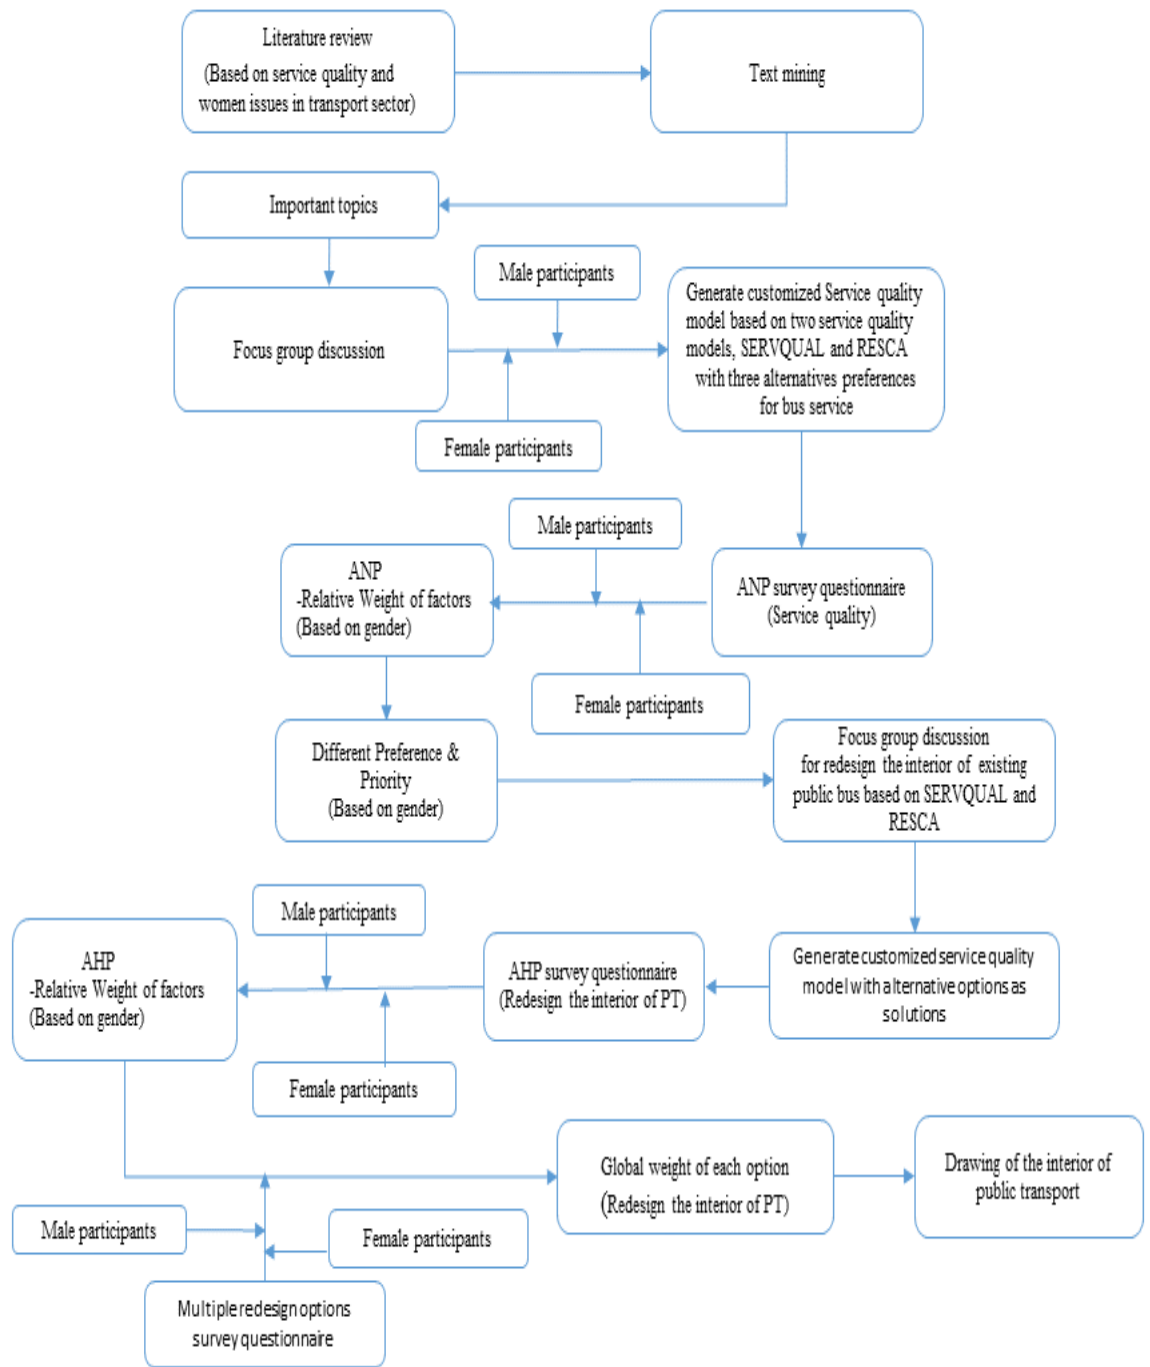 Literature review
(Based on service quality and
women issues in transport sector)
Text mining
Important topics
Male participants
Focus group discussion
Generate customized Service quality
model based on two service quality
models, SERVQUAL and RESCA
with three alternatives preferences
for bus service
Female participants
Male participants
ANP
-Relative Weight of factors
(Based on gender)
ANP survey questionnaire
(Service quality)
Female participants
Different Preference &
Priority
(Based on gender)
Focus group discussion
for redesign the interior of existing
public bus based on SERVQUAL and
RESCA
Male participants
AHP
-Relative Weight of factors
(Based on gender)
AHP survey questionnaire
(Redesign the interior of PT)
Generate customized service quality
model with alternative options as
solutions
Female participants
Global weight of each option
(Redesign the interior of PT)
Drawing of the interior of
public transport
Male participants
Female participants
Multiple redesign options
survey questionnaire